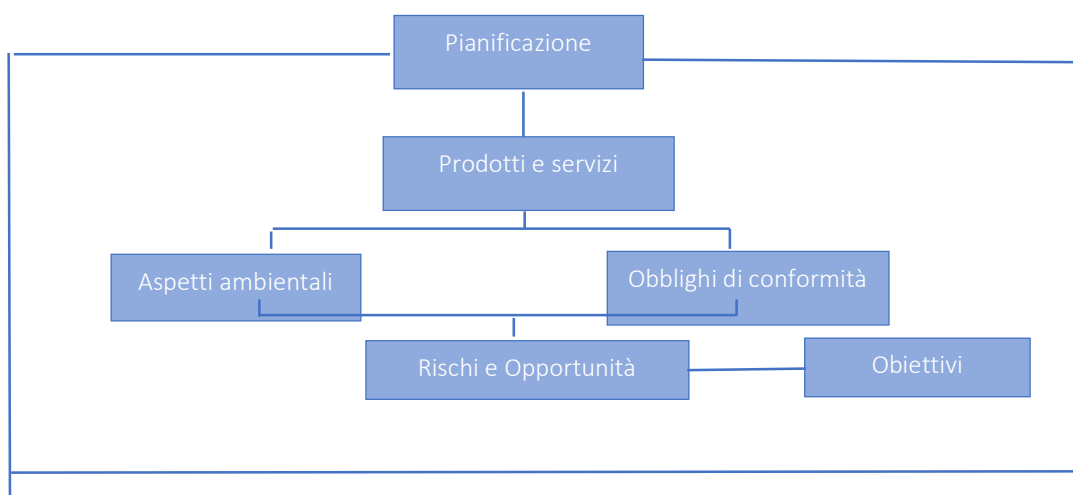 Pianificazione
Prodotti e servizi
Aspetti ambientali
Obblighi di conformità
Rischi e Opportunità
Obiettivi